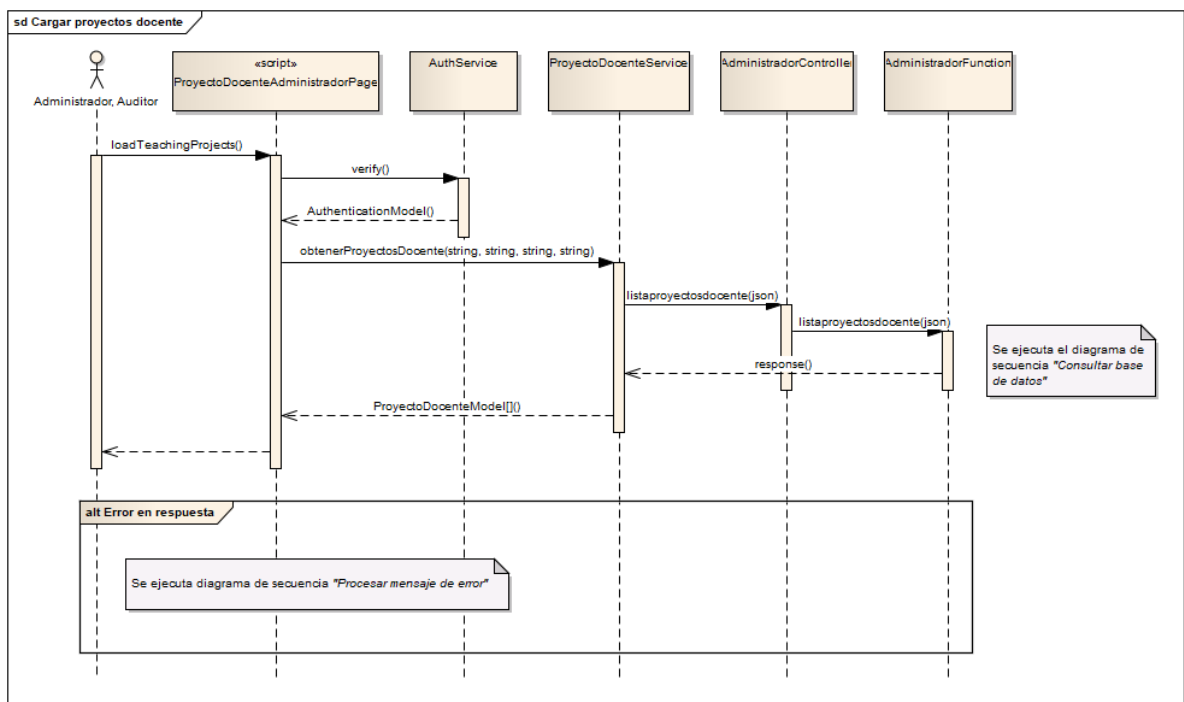 sd Cargar proyectos docente
Administrador, Auditor
«script»
ProyectoDocenteAdministradorPage
AuthService
ProyectoDocenteService
AdministradorController
AdministradorFunction
loadTeachingProjects()
verify()
AuthenticationModel()
obtenerProyectosDocente(string, string, string, string)
listaproyectosdocente(json)
listaproyectosdocente(json)
response()
Se ejecuta el diagrama de
secuencia "Consultar base
de datos"
ProyectoDocenteModel[]()
alt Error en respuesta
Se ejecuta diagrama de secuencia "Procesar mensaje de error"